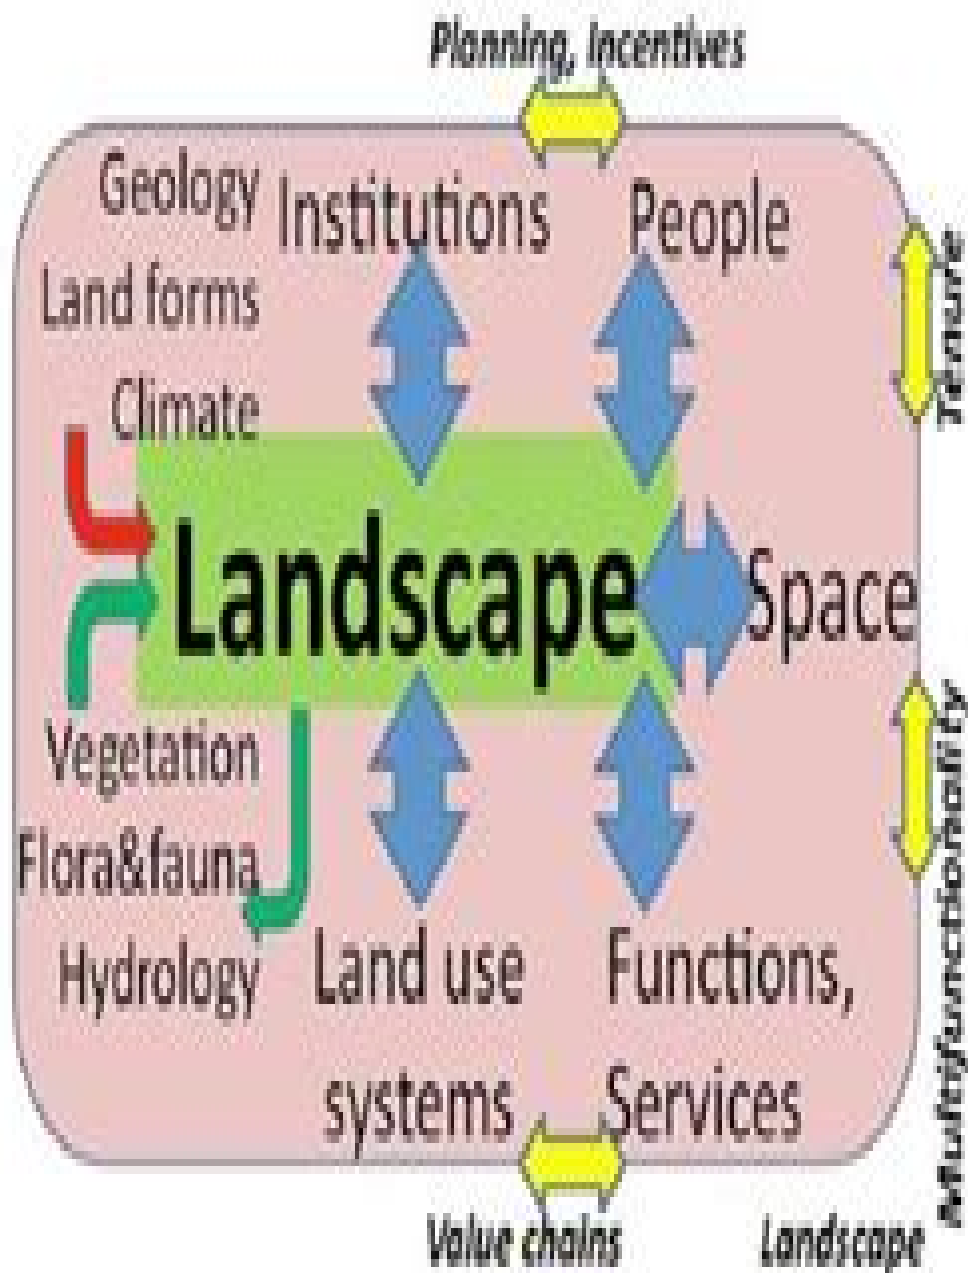 Planning, Incentives
Geology
Institutions
People
Land forms
Climate
Tenure
Landscape
Space
Vegetation
Flora&fauna
Hydrology
Land use
systems
Functions,
Services
Multifunctionality
Value chains
Landscape